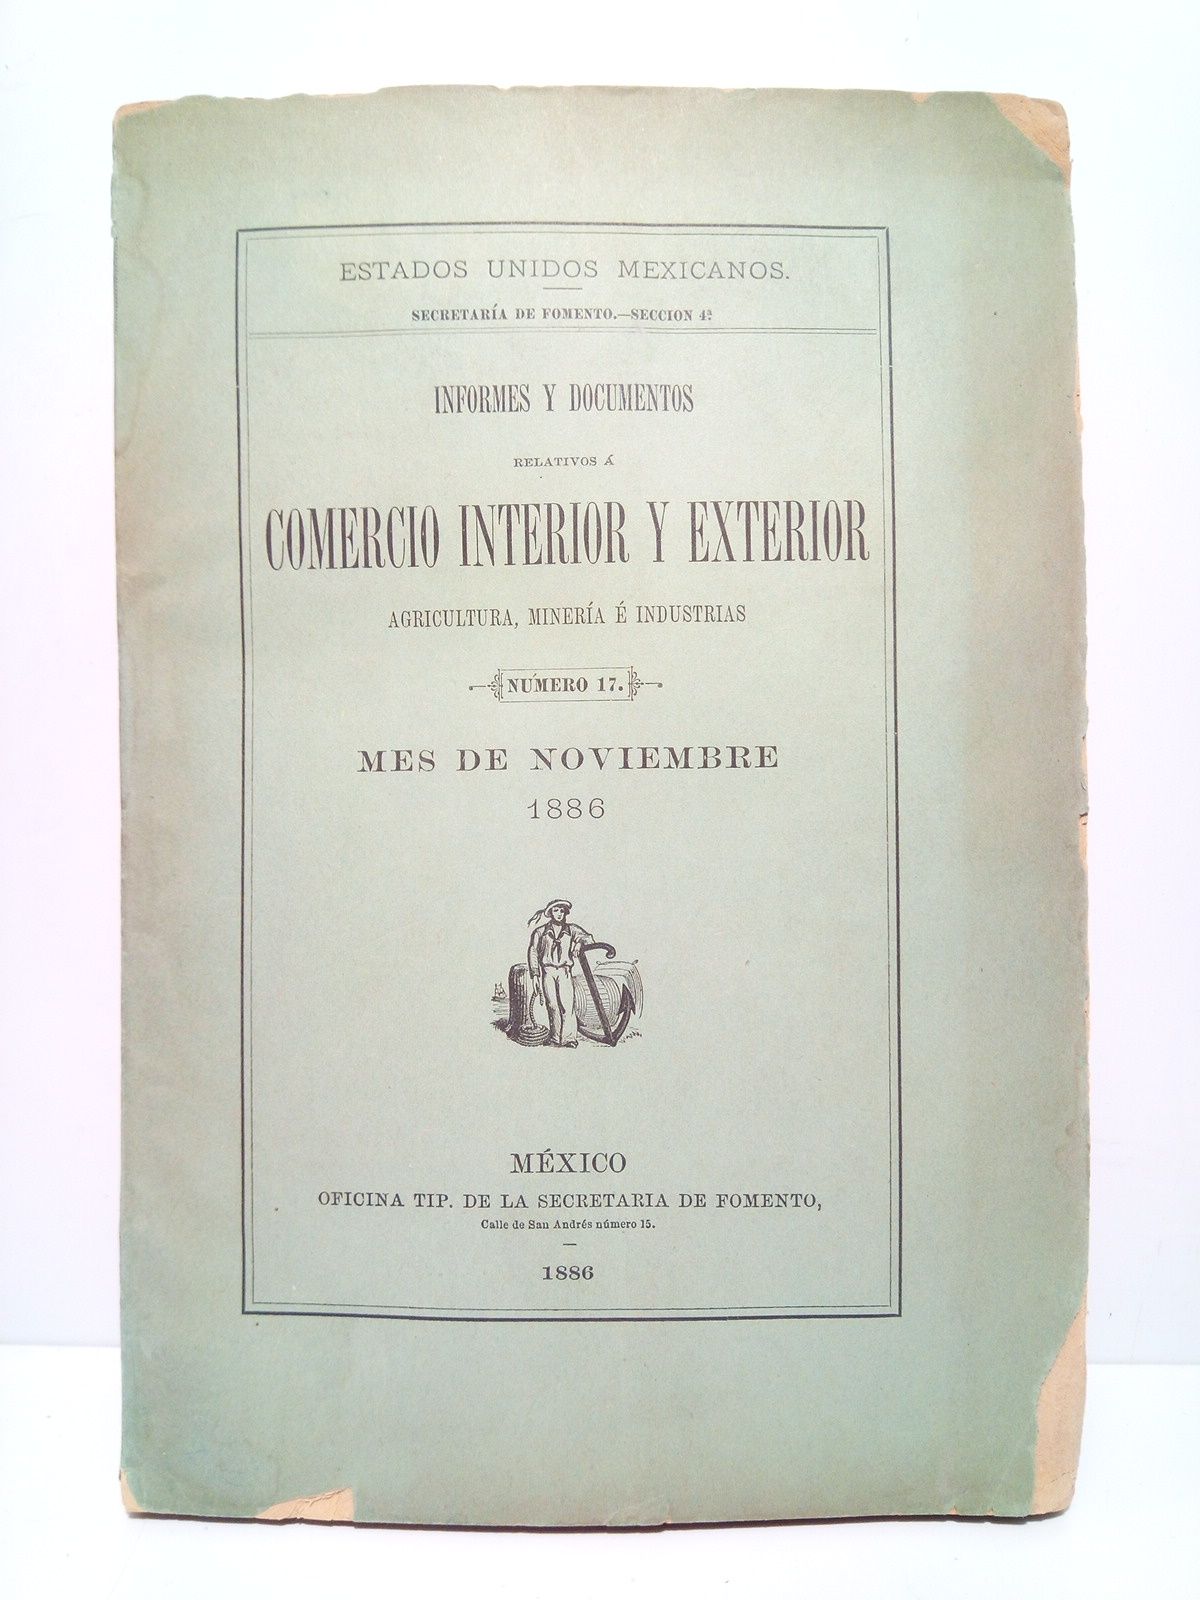 ESTADOS UNIDOS MEXICANOS.
SECRETARÍA DE FOMENTO.—SECCION 4ª
INFORMES Y DOCUMENTOS
RELATIVOS Á
COMERCIO INTERIOR Y EXTERIOR
AGRICULTURA, MINERÍA É INDUSTRIAS
NÚMERO 17.
MES DE NOVIEMBRE
1886
MÉXICO
OFICINA TIP. DE LA SECRETARIA DE FOMENTO,
Calle de San Andrés número 15.
1886